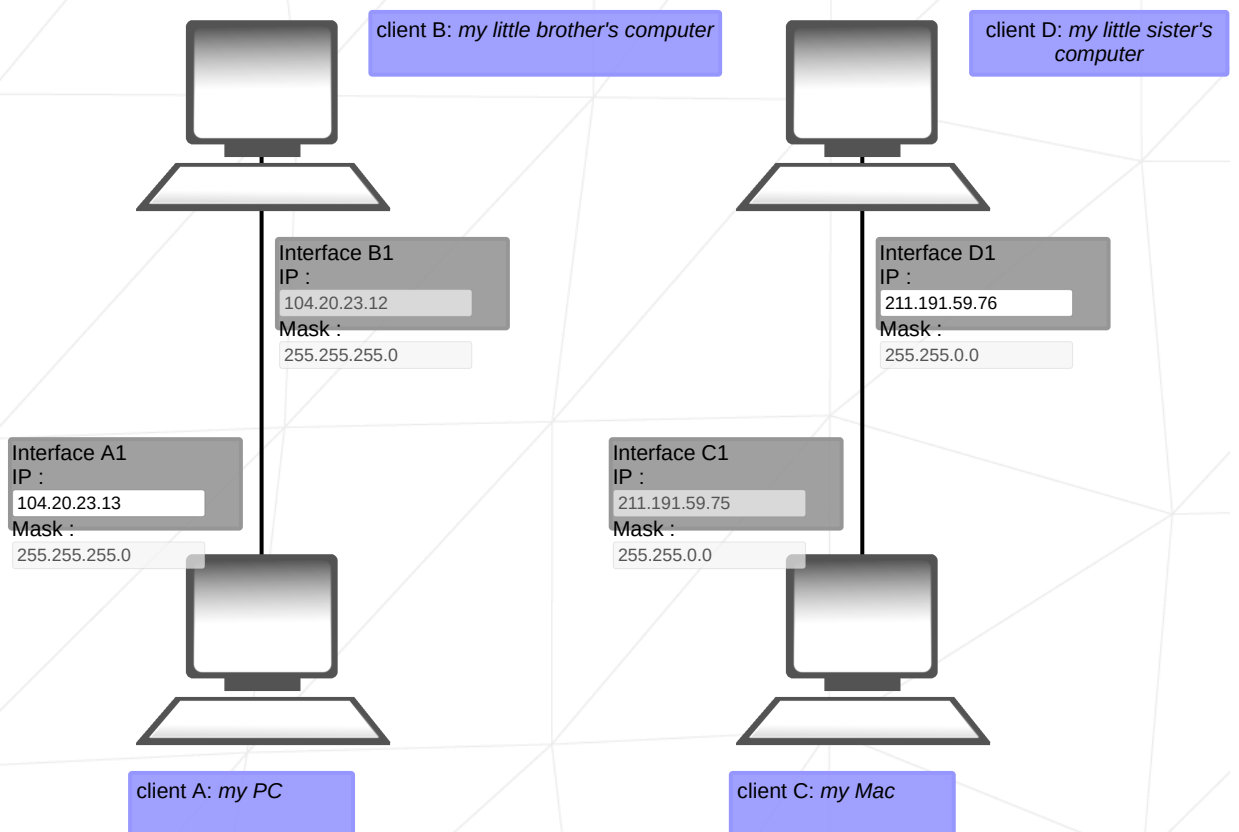 client B: my little brother's computer
client D: my little sister's
computer
Interface B1
IP :
104.20.23.12
Mask :
255.255.255.0
Interface D1
IP :
211.191.59.76
Mask :
255.255.0.0
Interface A1
IP :
104.20.23.13
Mask :
255.255.255.0
Interface C1
IP :
211.191.59.75
Mask :
255.255.0.0
client A: my PC
client C: my Mac